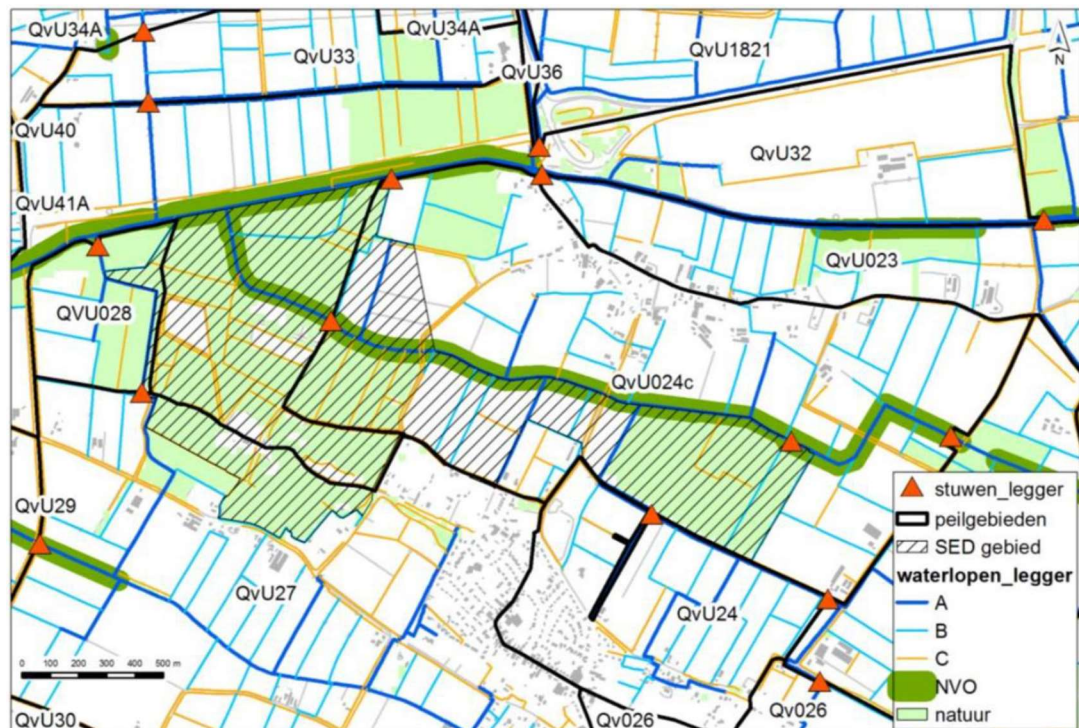 QvU34A
QvU33
QvU34A
QvU36
QvU1821
N
QvU40
QvU32
QvU41A
QvU023
QVU028
QvU024c
QvU29
QvU27
QvU24
QvU30
Qv026
Qv026
0 100 200 300 400 500 m
stuwen_legger
peilgebieden
SED gebied
waterlopen_legger
A
B
C
NVO
natuur